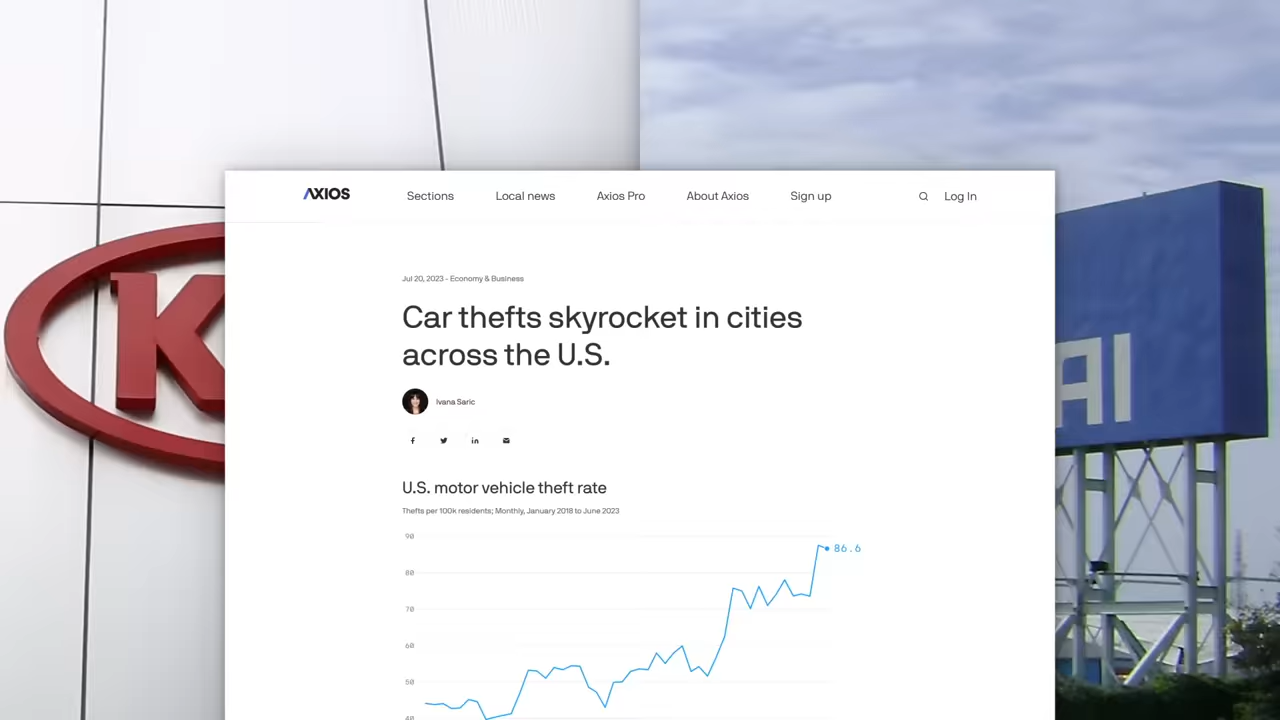 AXIOS
Sections
Local news
Axios Pro
About Axios
Sign up
Log In
Jul 20, 2023 - Economy & Business
Car thefts skyrocket in cities
across the U.S.
Ivana Saric
U.S. motor vehicle theft rate
Thefts per 100k residents; Monthly, January 2018 to June 2023
90
86.6
80
70
60
50
40
K
AI